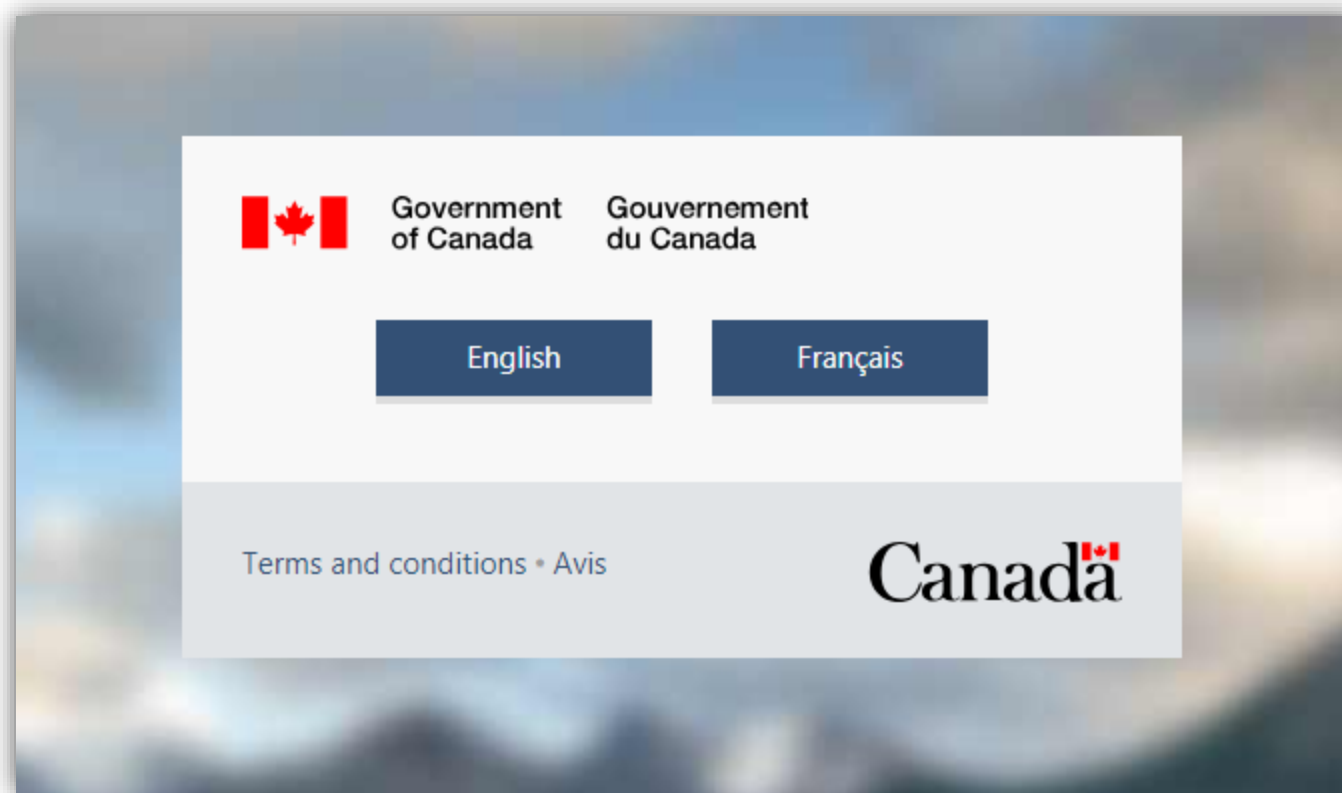 Government of Canada
Gouvernement du Canada
English
Français
Terms and conditions • Avis
Canada